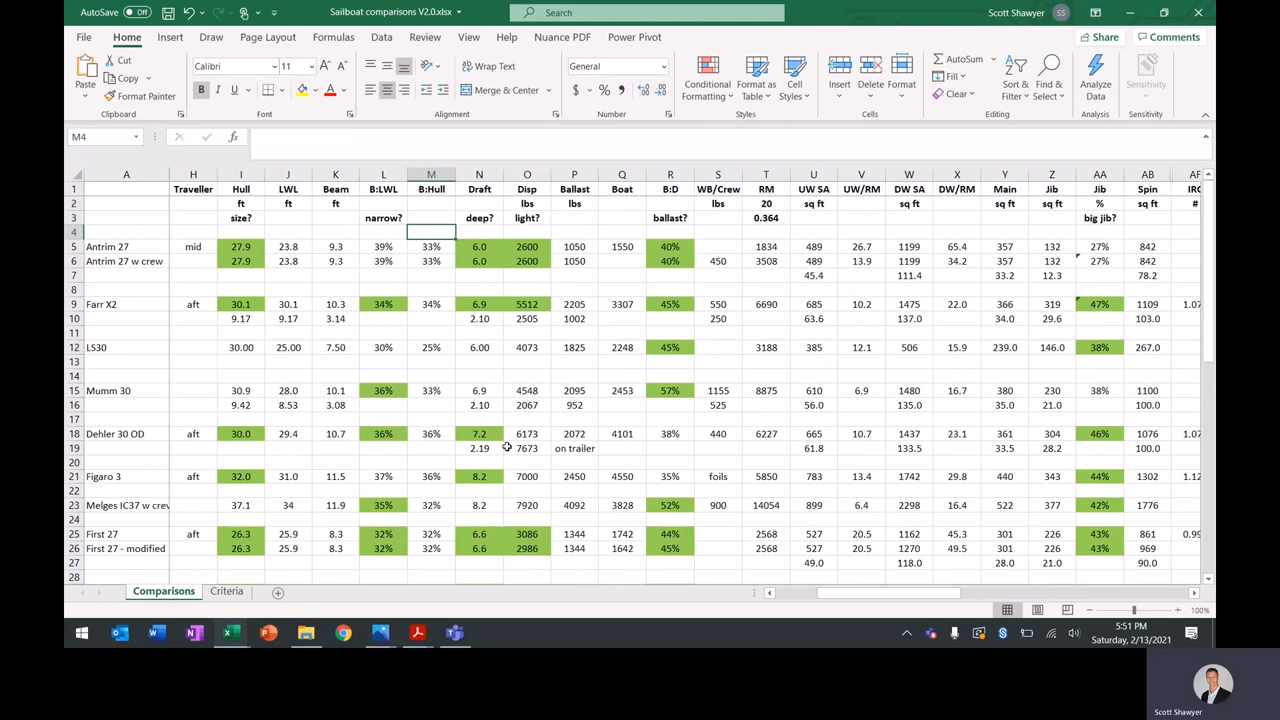 AutoSave Off Sailboat comparisons V2.0.xlsx Search Scott Shawyer SS
File Home Insert Draw Page Layout Formulas Data Review View Help Nuance PDF Power Pivot Share Comments
Cut Calibri 11 Wrap Text General AutoSum
Paste Copy Conditional Format as Cell Insert Delete Format Fill Sort & Find & Analyze Sensitivity
Format Painter B I U Merge & Center $ % Formatting Table Styles Clear Filter Select Data
Clipboard Font Alignment Number Styles Cells Editing Analysis Sensitivity
M4 fx
A H I J K L M N O P Q R S T U V W X Y Z AA AB AF
1 Traveller Hull LWL Beam B:LWL B:Hull Draft Disp Ballast Boat B:D WB/Crew RM UW SA UW/RM DW SA DW/RM Main Jib Jib Spin IRC
2 ft ft ft ft lbs lbs lbs 20 sq ft sq ft sq ft sq ft % sq ft #
3 size? narrow? deep? light? ballast? 0.364 big jib?
4
5 Antrim 27 mid 27.9 23.8 9.3 39% 33% 6.0 2600 1050 1550 40% 1834 489 26.7 1199 65.4 357 132 27% 842
6 Antrim 27 w crew 27.9 23.8 9.3 39% 33% 6.0 2600 1050 40% 450 3508 489 13.9 1199 34.2 357 132 27% 842
7 45.4 111.4 33.2 12.3 78.2
8
9 Farr X2 aft 30.1 30.1 10.3 34% 34% 6.9 5512 2205 3307 45% 550 6690 685 10.2 1475 22.0 366 319 47% 1109 1.07
10 9.17 9.17 3.14 2.10 2505 1002 250 63.6 137.0 34.0 29.6 103.0
11
12 LS30 30.00 25.00 7.50 30% 25% 6.00 4073 1825 2248 45% 3188 385 12.1 506 15.9 239.0 146.0 38% 267.0
13
14
15 Mumm 30 30.9 28.0 10.1 36% 33% 6.9 4548 2095 2453 57% 1155 8875 610 6.9 1480 16.7 380 230 38% 1100
16 9.42 8.53 3.08 2.10 2067 952 525 56.0 135.0 35.0 21.0 100.0
17
18 Dehler 30 OD aft 30.0 29.4 10.7 36% 36% 7.2 6173 2072 4101 38% 440 6227 665 10.7 1437 23.1 361 304 46% 1076 1.07
19 2.19 7673 on trailer 61.8 133.5 33.5 28.2 100.0
20
21 Figaro 3 aft 32.0 31.0 11.5 37% 36% 8.2 7000 2450 4550 35% foils 5850 783 13.4 1742 29.8 440 343 44% 1302 1.12
22
23 Melges IC37 w crew 37.1 34 11.9 35% 32% 8.2 7920 4092 3828 52% 900 14054 899 6.4 2298 16.4 522 377 42% 1776
24
25 First 27 aft 26.3 25.9 8.3 32% 32% 6.6 3086 1344 1742 44% 2568 527 20.5 1162 45.3 301 226 43% 861 0.99
26 First 27 - modified 26.3 25.9 8.3 32% 32% 6.6 2986 1344 1642 45% 2568 527 20.5 1270 49.5 301 226 43% 969
27 49.0 118.0 28.0 21.0 90.0
28
Comparisons Criteria
100%
5:51 PM
Saturday, 2/13/2021
Scott Shawyer